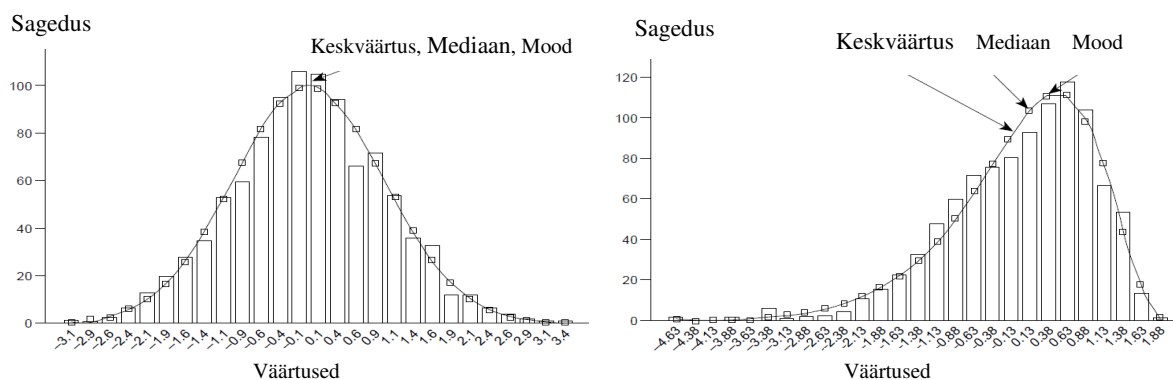 Sagedus
Keskväärtus, Mediaan, Mood
100
80
60
40
20
0
−3.1 −2.9 −2.6 −2.4 −2.1 −1.9 −1.6 −1.4 −1.1 −0.9 −0.6 −0.4 −0.1 0.1 0.4 0.6 0.9 1.1 1.4 1.6 1.9 2.1 2.4 2.6 2.9 3.1 3.4
Väärtused
Sagedus
Keskväärtus Mediaan Mood
120
100
80
60
40
20
0
−4.63 −4.38 −4.13 −3.88 −3.63 −3.38 −3.13 −2.88 −2.63 −2.38 −2.13 −1.88 −1.63 −1.38 −1.13 −0.88 −0.63 −0.38 −0.13 0.13 0.38 0.63 0.88 1.13 1.38 1.63 1.88
Väärtused